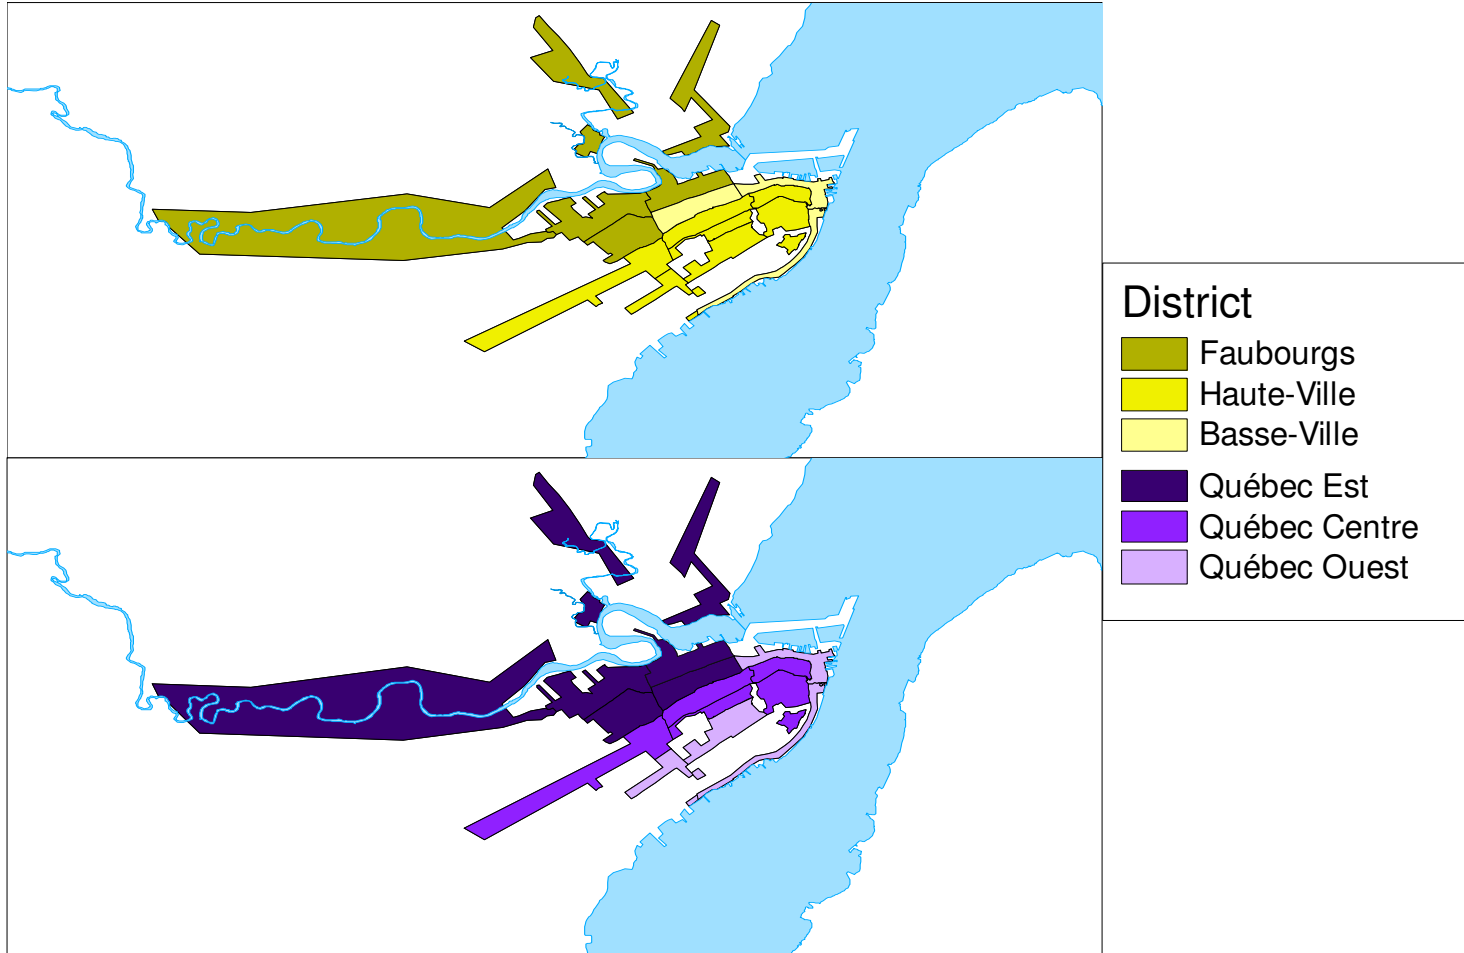 District
Faubourgs
Haute-Ville
Basse-Ville
Québec Est
Québec Centre
Québec Ouest